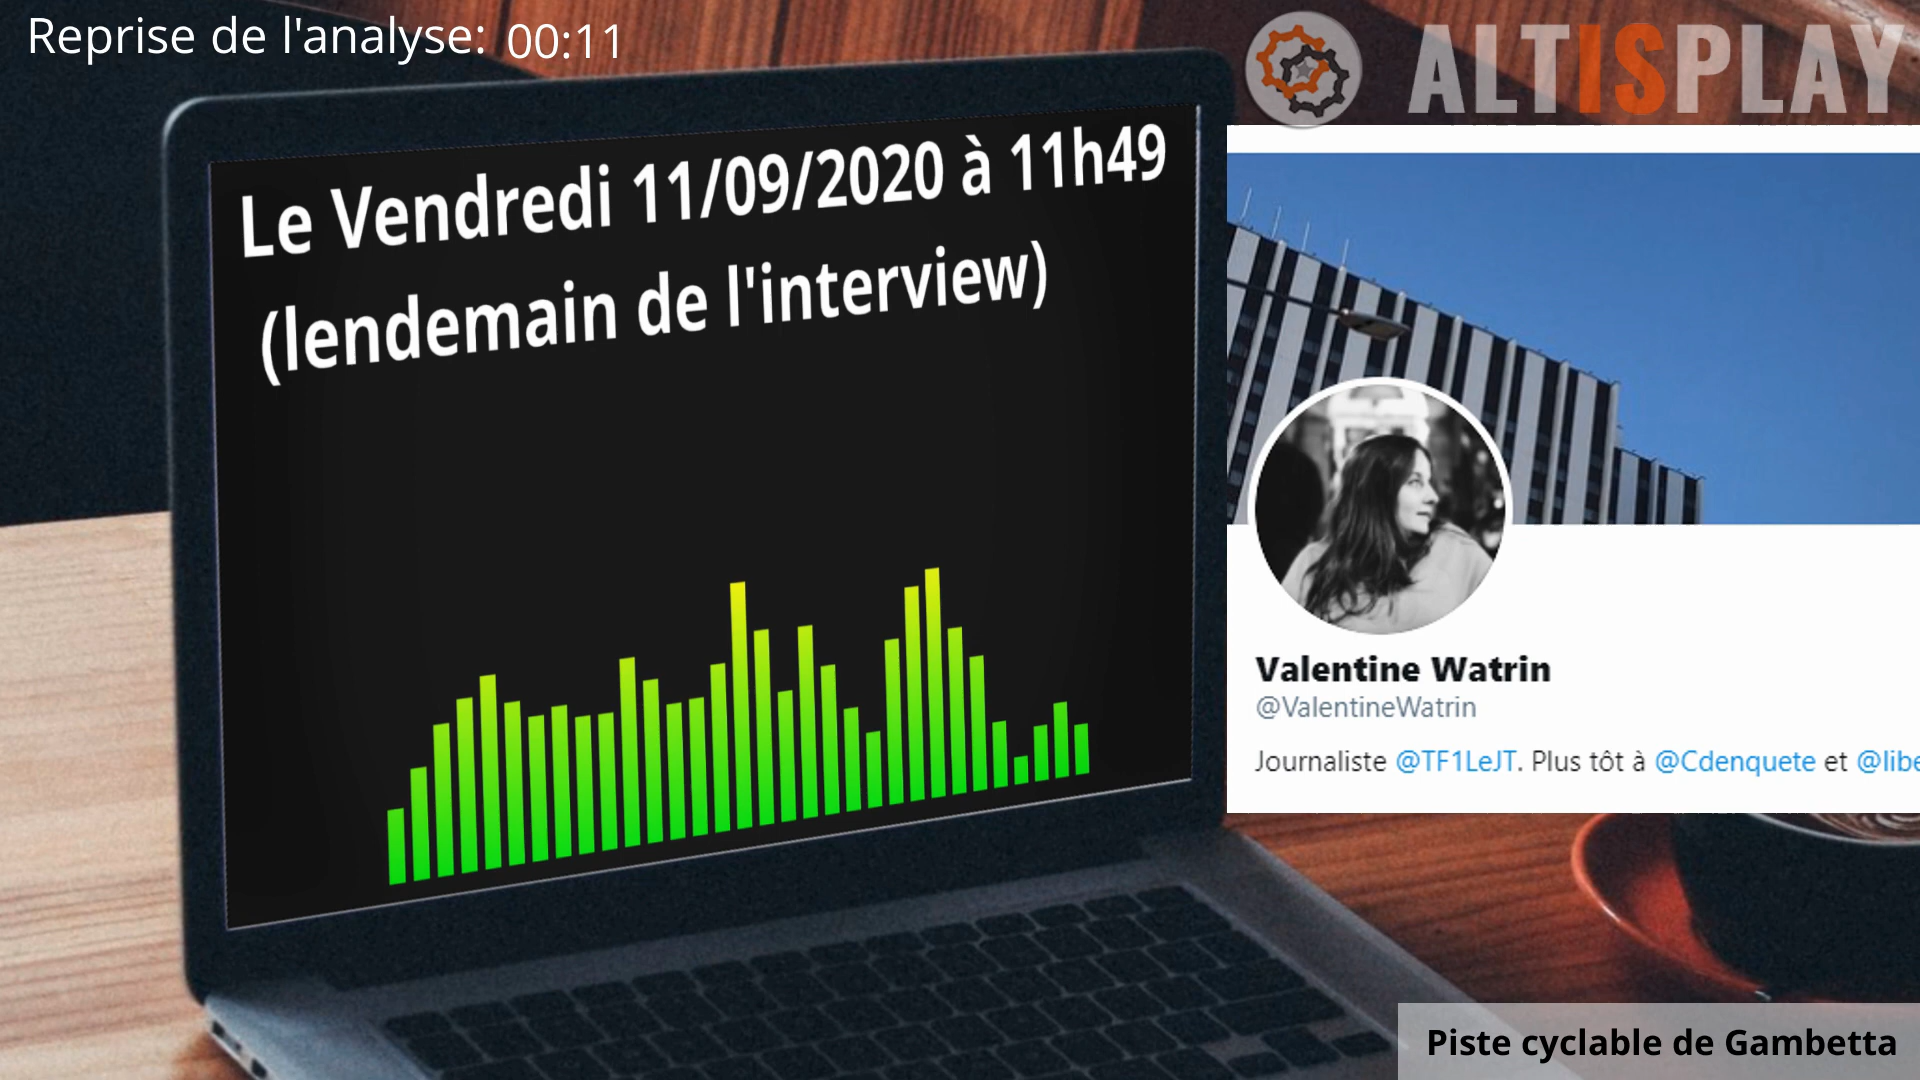 Reprise de l'analyse: 00:11
ALTISPLAY
Le Vendredi 11/09/2020 à 11h49
(lendemain de l'interview)
Valentine Watrin
@ValentineWatrin
Journaliste @TF1LeJT. Plus tôt à @Cdenquete et @libe
Piste cyclable de Gambetta